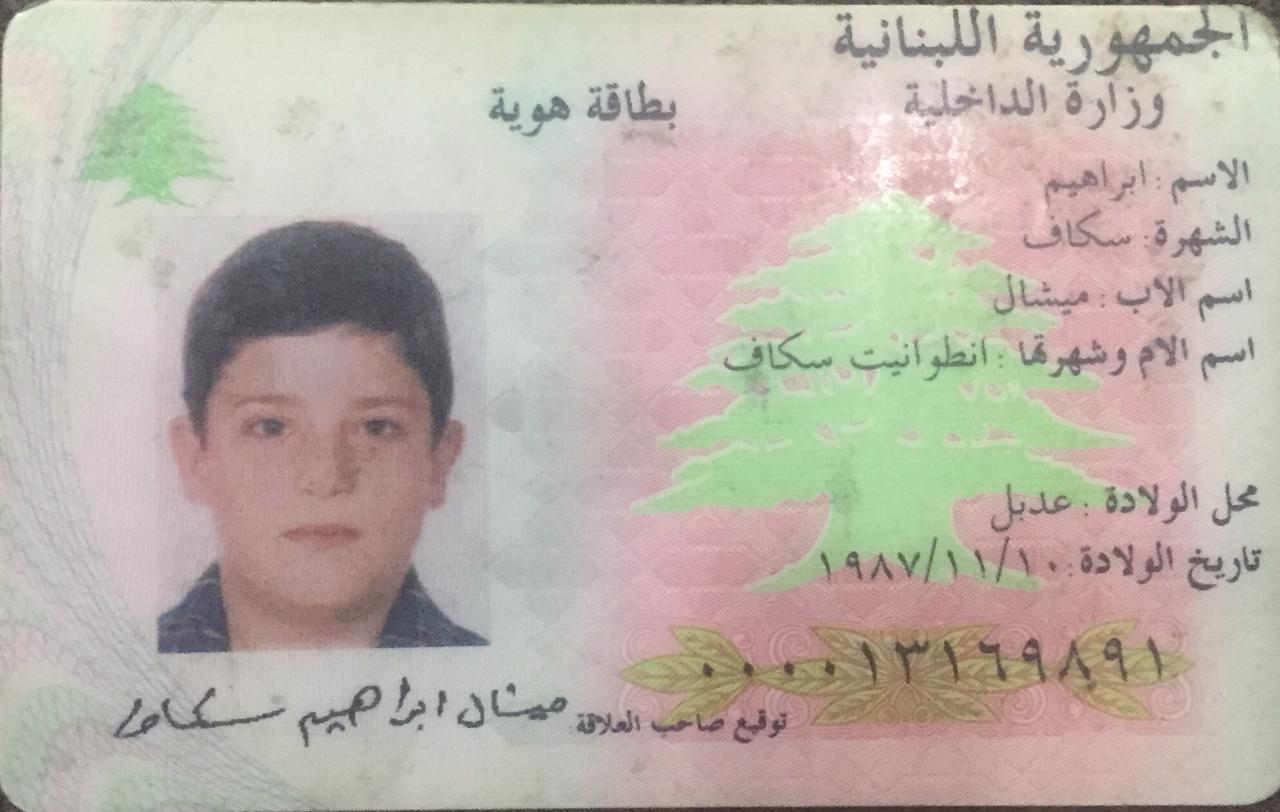 الجمهورية اللبنانية
وزارة الداخلية
بطاقة هوية
الاسم : ابراهيم
الشهرة : سكاف
اسم الاب : ميشال
اسم الام وشهرتها : انطوانيت سكاف
محل الولادة : عدبل
تاريخ الولادة : ١٩٨٧/١١/١٠
٠٠٠٠١٣١٦٩٨٩١
توقيع صاحب العلاقة : ميشال ابراهيم سكاف